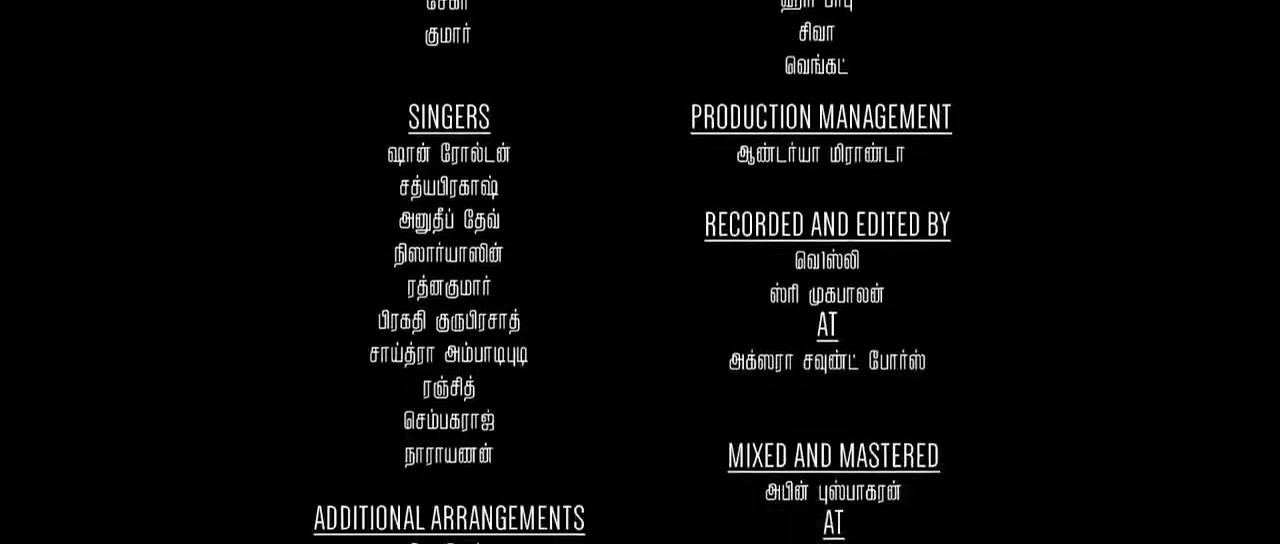 குமார்
SINGERS
ஷான் ரோல்டன்
சத்யபிரகாஷ்
அனுதீப் தேவ்
நிஸார்யாஸின்
ரத்னகுமார்
பிரகதி குருபிரசாத்
சாய்த்ரா அம்பாடிபுடி
ரஞ்சித்
செம்பகராஜ்
நாராயணன்
ADDITIONAL ARRANGEMENTS
சிவா
வெங்கட்
PRODUCTION MANAGEMENT
ஆண்டர்யா மிராண்டா
RECORDED AND EDITED BY
ஸ்ரி முகபாலன்
AT
அக்ஸரா சவுண்ட் போர்ஸ்
MIXED AND MASTERED
அபின் புஸ்பாகரன்
AT